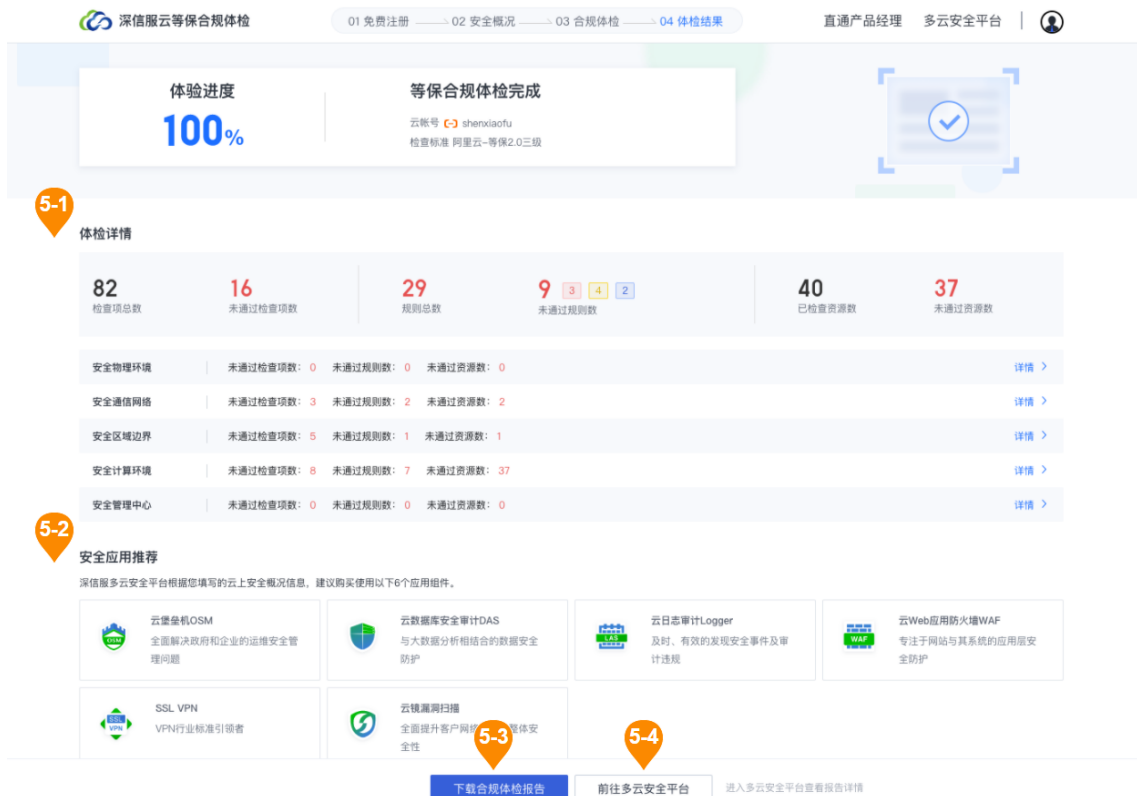 深信服云等保合规体检
01 免费注册 02 安全概况 03 合规体检 04 体检结果
直通产品经理 多云安全平台
体验进度
100%
等保合规体检完成
云帐号 shenxiaofu
检查标准 阿里云-等保2.0三级
5-1
体检详情
82 16 29 9 3 4 2 40 37
检查项总数 未通过检查项数 规则总数 未通过规则数 已检查资源数 未通过资源数
安全物理环境 未通过检查项数: 0 未通过规则数: 0 未通过资源数: 0 详情
安全通信网络 未通过检查项数: 3 未通过规则数: 2 未通过资源数: 2 详情
安全区域边界 未通过检查项数: 5 未通过规则数: 1 未通过资源数: 1 详情
安全计算环境 未通过检查项数: 8 未通过规则数: 7 未通过资源数: 37 详情
安全管理中心 未通过检查项数: 0 未通过规则数: 0 未通过资源数: 0 详情
5-2
安全应用推荐
深信服多云安全平台根据您填写的云上安全概况信息，建议购买使用以下6个应用组件。
OSM
云堡垒机OSM
全面解决政府和企业的运维安全管
理问题
云数据库安全审计DAS
与大数据分析相结合的数据安全
防护
LAS
云日志审计Logger
及时、有效的发现安全事件及审
计违规
WAF
云Web应用防火墙WAF
专注于网站与其系统的应用层安
全防护
SSL
VPN
SSL VPN
VPN行业标准引领者
云镜漏洞扫描
全面提升客户网络 整体安
全性
5-3
5-4
下载合规体检报告
前往多云安全平台
进入多云安全平台查看报告详情